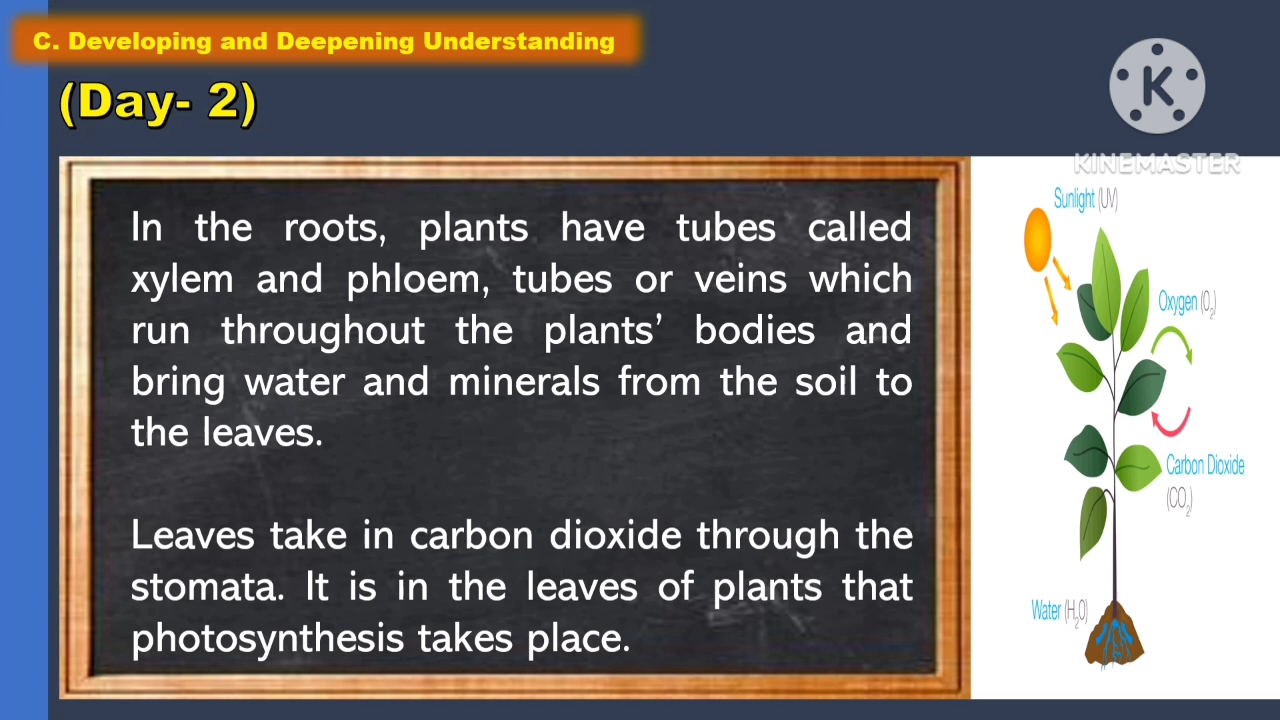 C. Developing and Deepening Understanding
(Day- 2)
K
KINEMASTER
In the roots, plants have tubes called
xylem and phloem, tubes or veins which
run throughout the plants’ bodies and
bring water and minerals from the soil to
the leaves.
Leaves take in carbon dioxide through the
stomata. It is in the leaves of plants that
photosynthesis takes place.
Sunlight (UV)
Oxygen (O₂)
Carbon Dioxide
(CO₂)
Water (H₂O)